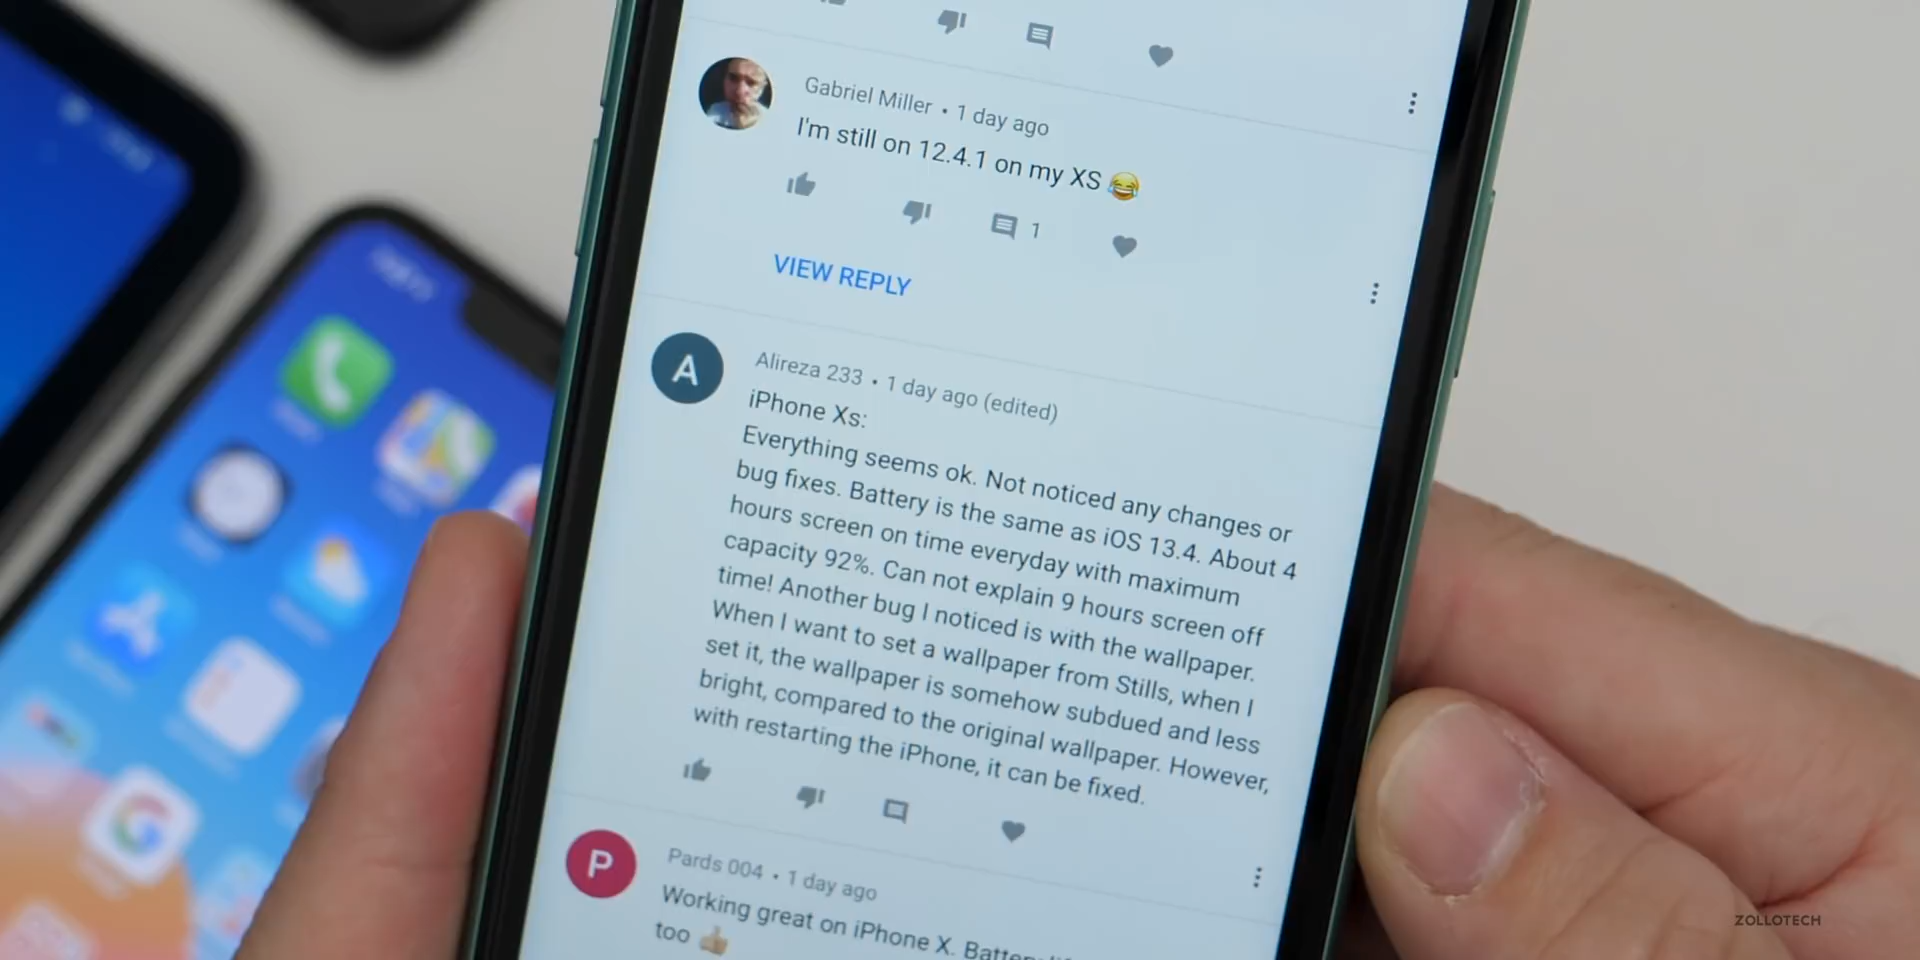 Gabriel Miller • 1 day ago
I'm still on 12.4.1 on my XS 😂
1
VIEW REPLY
A
Alireza 233 • 1 day ago (edited)
iPhone Xs:
Everything seems ok. Not noticed any changes or
bug fixes. Battery is the same as iOS 13.4. About 4
hours screen on time everyday with maximum
capacity 92%. Can not explain 9 hours screen off
time! Another bug I noticed is with the wallpaper.
When I want to set a wallpaper from Stills, when I
set it, the wallpaper is somehow subdued and less
bright, compared to the original wallpaper. However,
with restarting the iPhone, it can be fixed.
P
Pards 004 • 1 day ago
Working great on iPhone X.
too 👍🏼
ZOLLOTECH